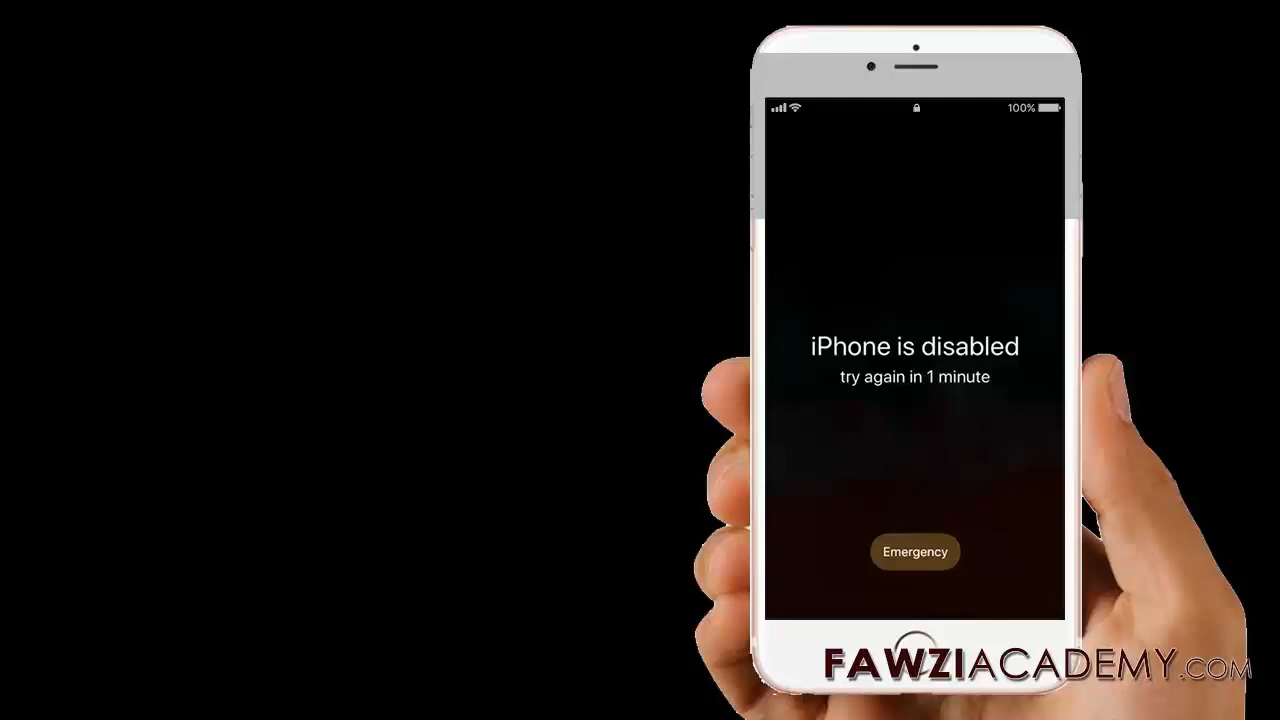 100%
iPhone is disabled
try again in 1 minute
Emergency
FAWZIACADEMY.COM